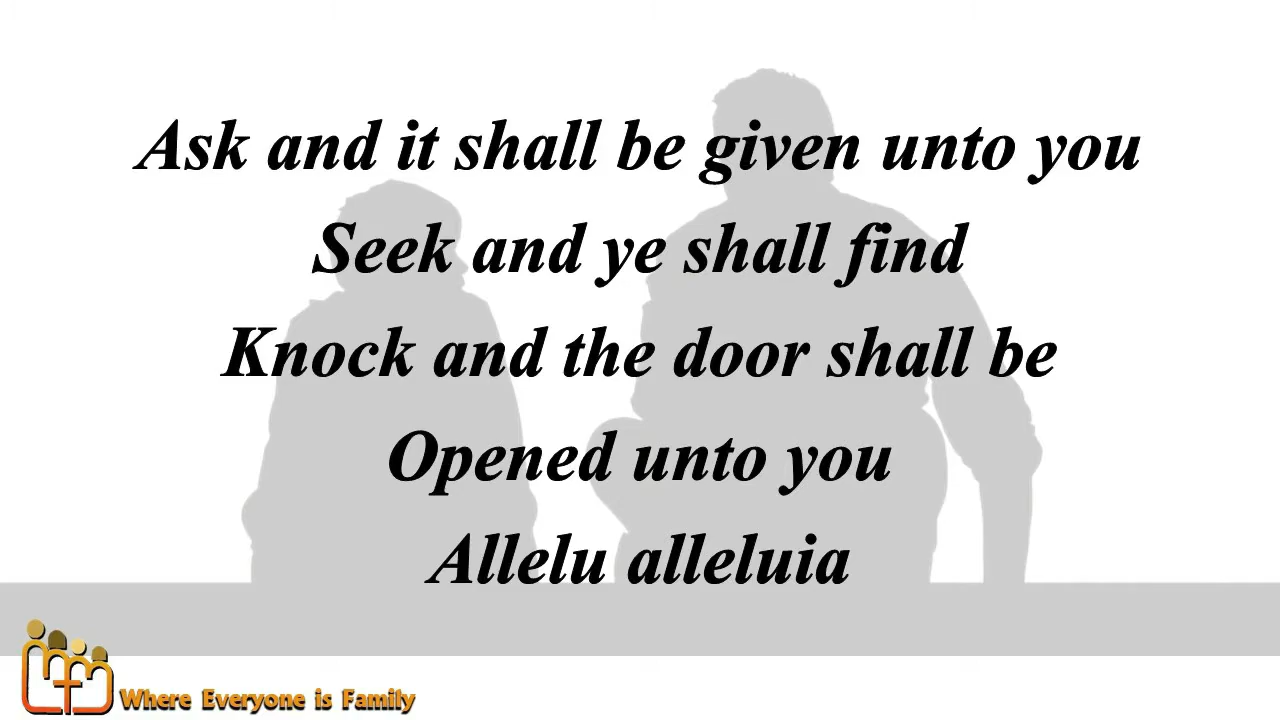 Ask and it shall be given unto you
Seek and ye shall find
Knock and the door shall be
Opened unto you
Allelu alleluia
Where Everyone is Family